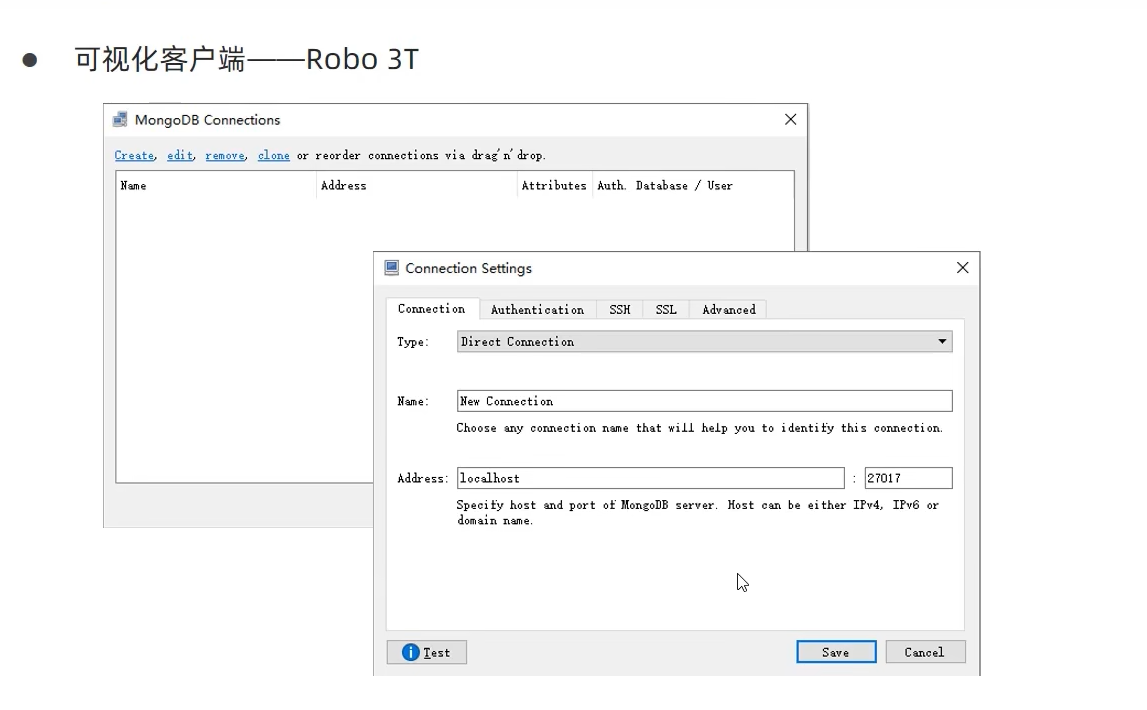 ● 可视化客户端——Robo 3T
MongoDB Connections
Create, edit, remove, clone or reorder connections via drag'n'drop.
Name Address Attributes Auth. Database / User
Connection Settings
Connection Authentication SSH SSL Advanced
Type: Direct Connection
Name: New Connection
Choose any connection name that will help you to identify this connection.
Address: localhost : 27017
Specify host and port of MongoDB server. Host can be either IPv4, IPv6 or
domain name.
Test Save Cancel